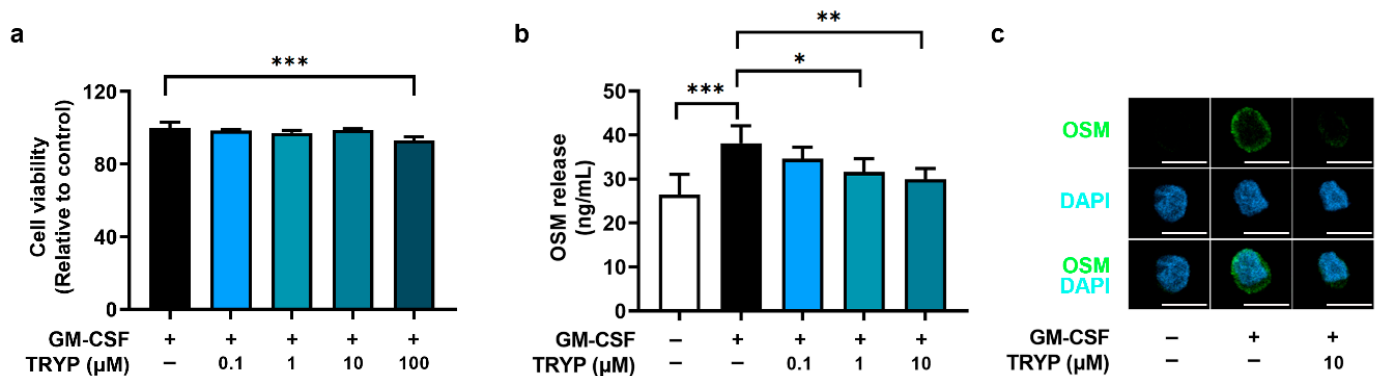 a
***
120
80
40
0
Cell viability
(Relative to control)
GM-CSF + + + + +
TRYP (µM) – 0.1 1 10 100
b
**
*
***
50
40
30
20
10
0
OSM release
(ng/mL)
GM-CSF – + + + +
TRYP (µM) – – 0.1 1 10
c
OSM
DAPI
OSM
DAPI
GM-CSF – + +
TRYP (µM) – – 10